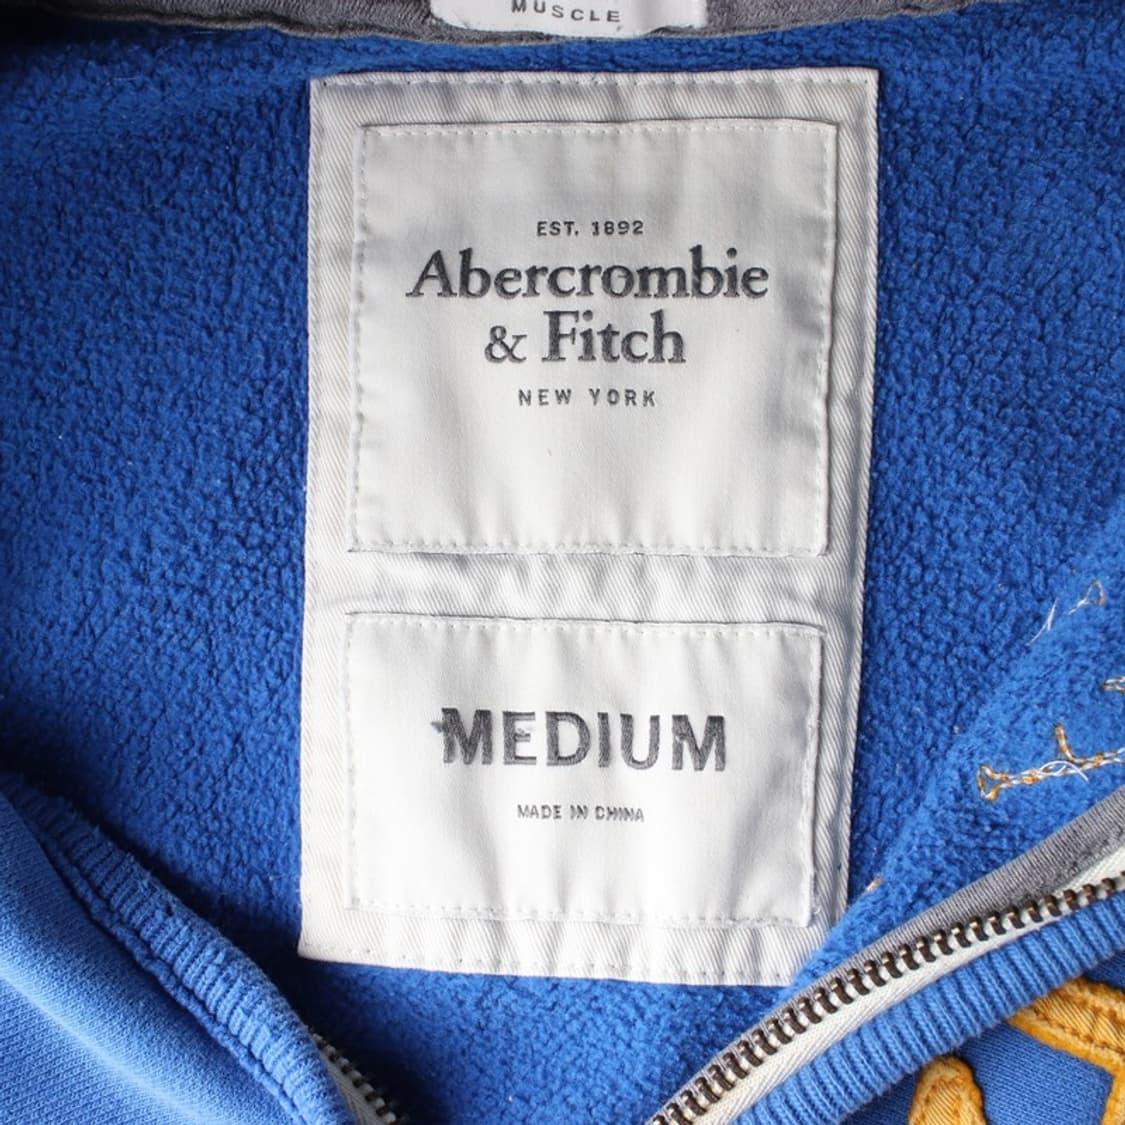 MUSCLE
EST. 1892
Abercrombie
& Fitch
NEW YORK
MEDIUM
MADE IN CHINA